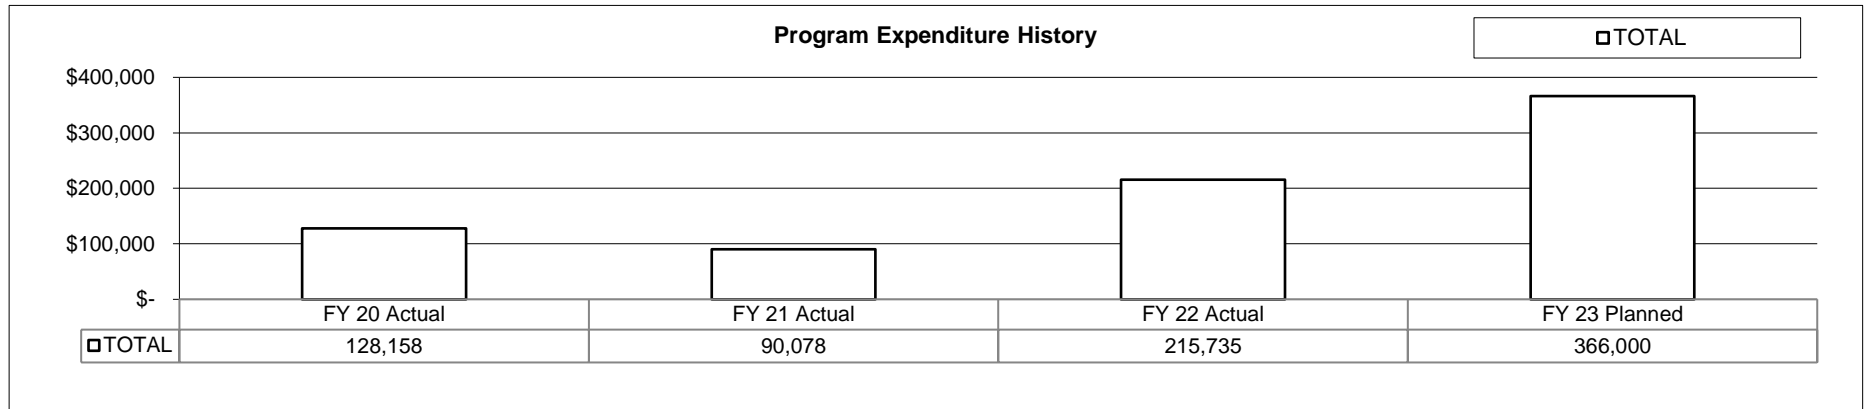 Program Expenditure History
TOTAL
$400,000
$300,000
$200,000
$100,000
$-
FY 20 Actual FY 21 Actual FY 22 Actual FY 23 Planned
TOTAL 128,158 90,078 215,735 366,000